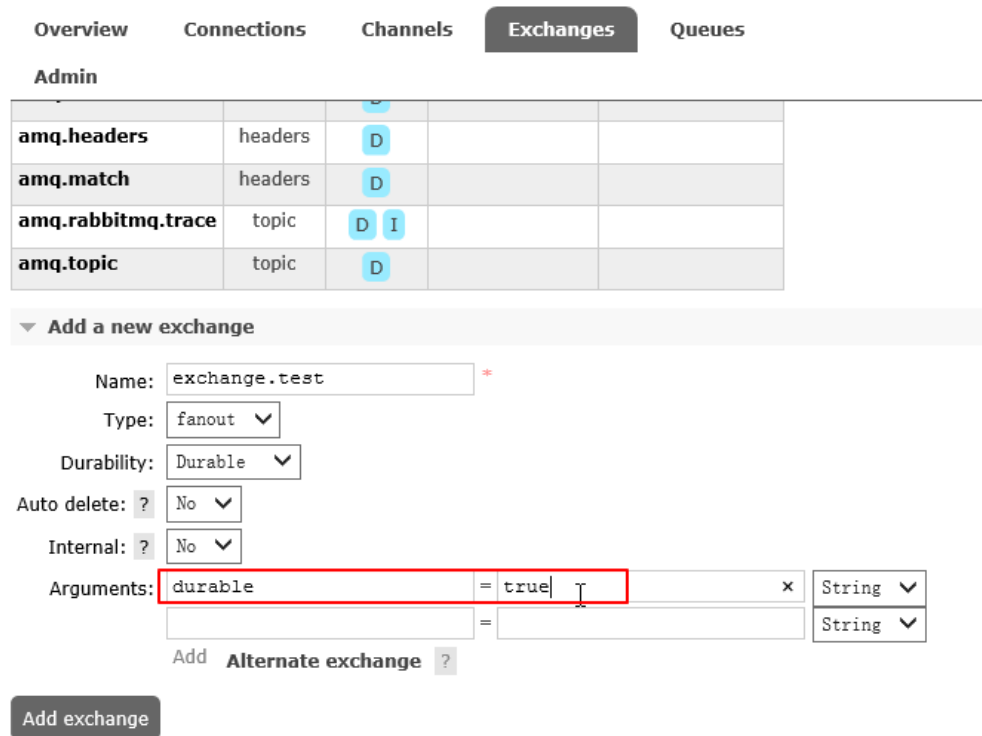 Overview Connections Channels Exchanges Queues
Admin
amq.headers headers D
amq.match headers D
amq.rabbitmq.trace topic D I
amq.topic topic D
Add a new exchange
Name: exchange.test *
Type: fanout
Durability: Durable
Auto delete: ? No
Internal: ? No
Arguments: durable = true × String
= String
Add Alternate exchange ?
Add exchange